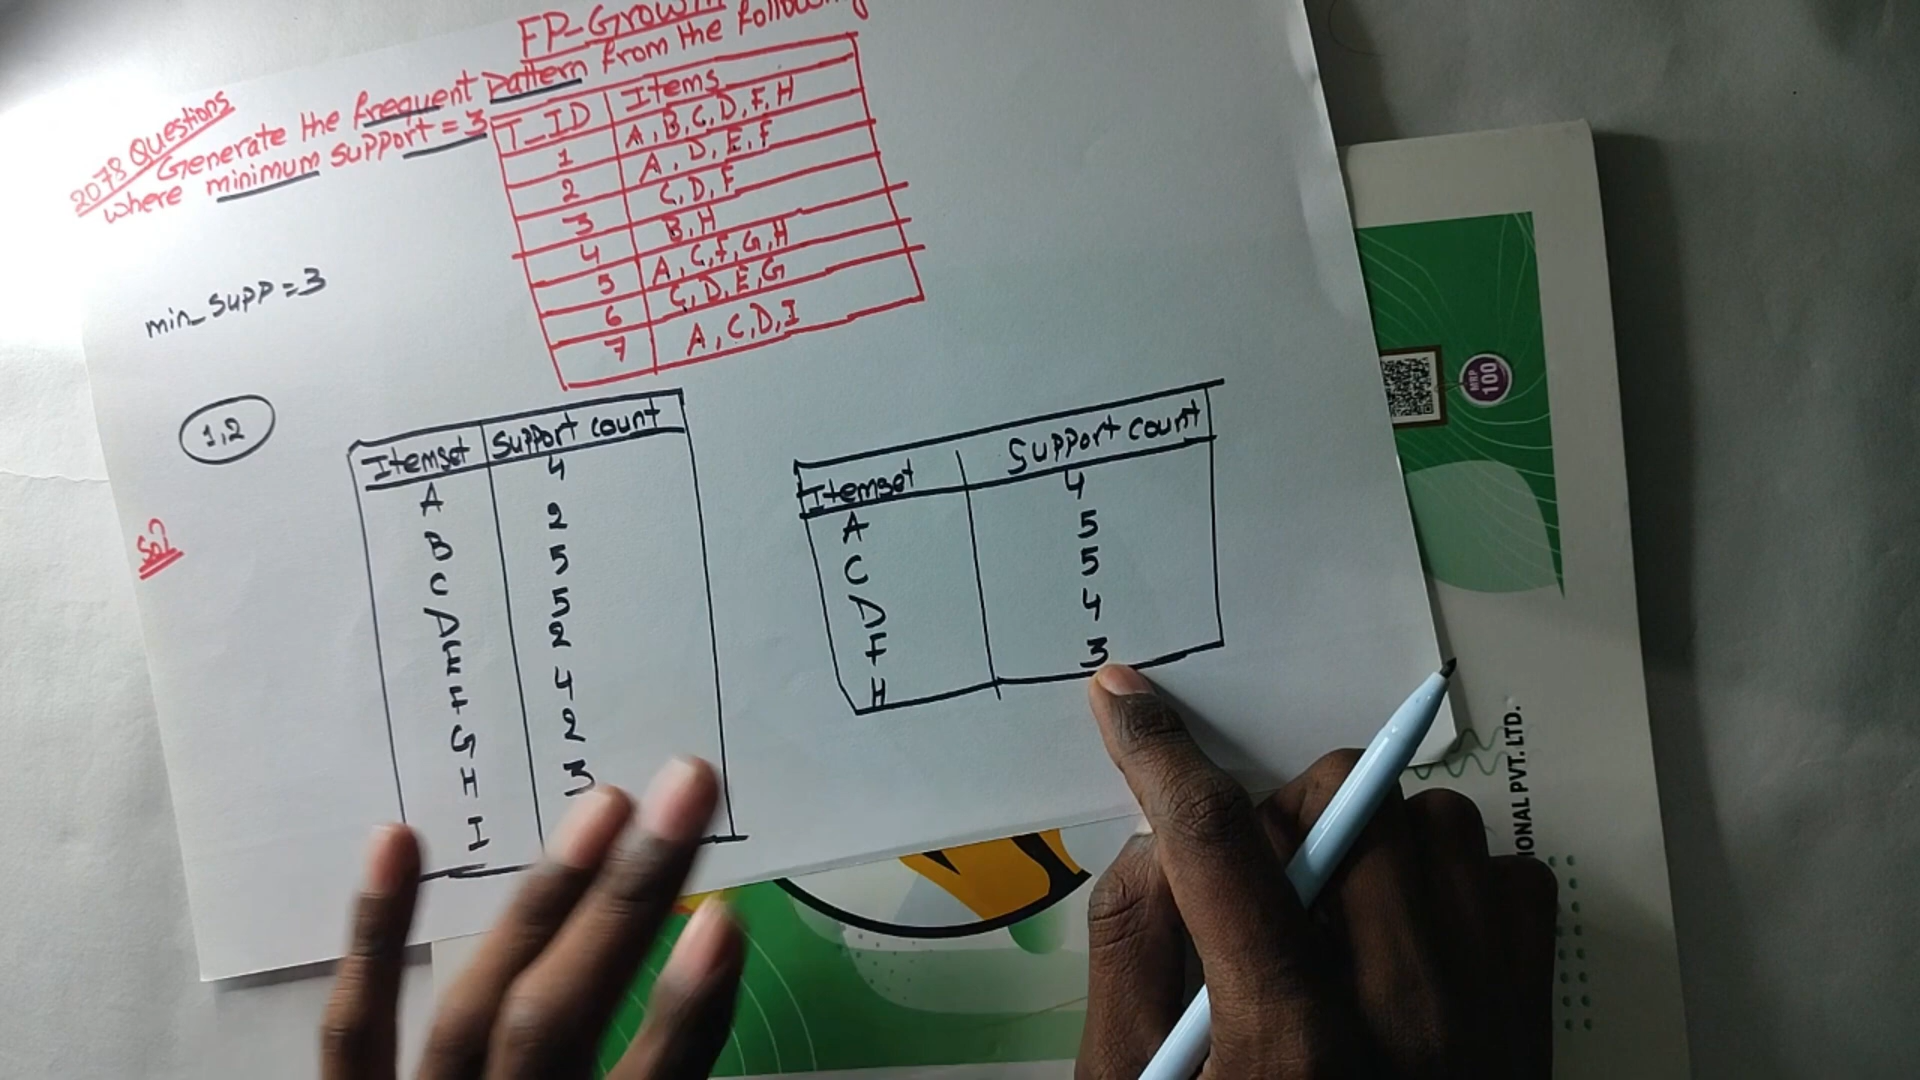 FP-Growth
2078 Questions
Generate the frequent pattern from the following
where minimum support = 3
T_ID Items
1 A, B, C, D, F, H
2 A, D, E, F
3 C, D, F
4 B, H
5 A, C, F, G, H
6 C, D, E, G
7 A, C, D, I
min_supp = 3
1,2
Sol
Itemset Support count
A 4
B 2
C 5
D 5
E 2
F 4
G 2
H 3
I
Itemset Support count
A 4
C 5
D 5
F 4
H 3
MRP 100
IONAL PVT. LTD.